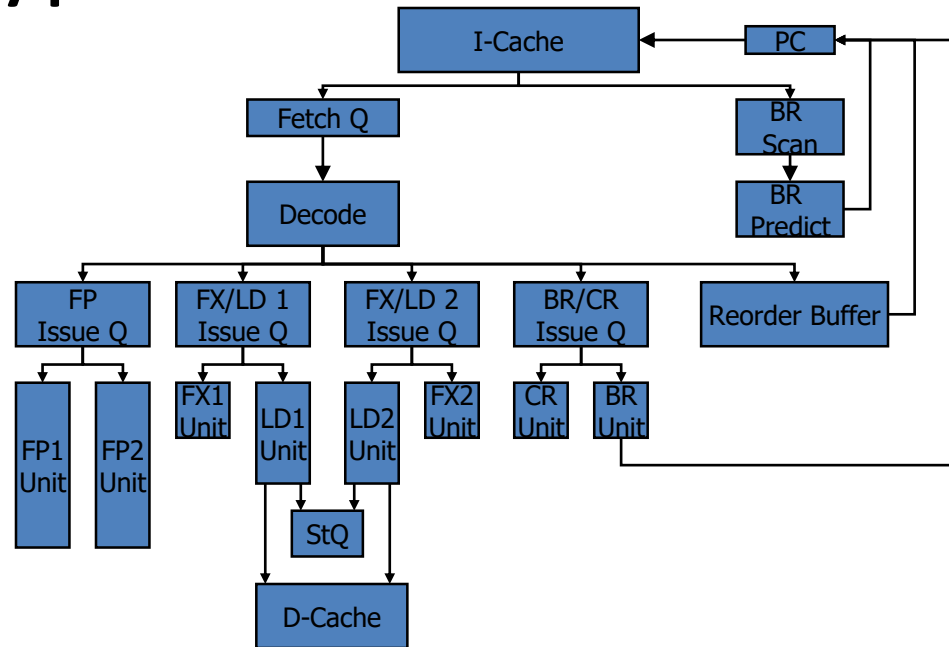 I-Cache
PC
Fetch Q
BR
Scan
Decode
BR
Predict
FP
Issue Q
FX/LD 1
Issue Q
FX/LD 2
Issue Q
BR/CR
Issue Q
Reorder Buffer
FP1
Unit
FP2
Unit
FX1
Unit
LD1
Unit
LD2
Unit
FX2
Unit
CR
Unit
BR
Unit
StQ
D-Cache